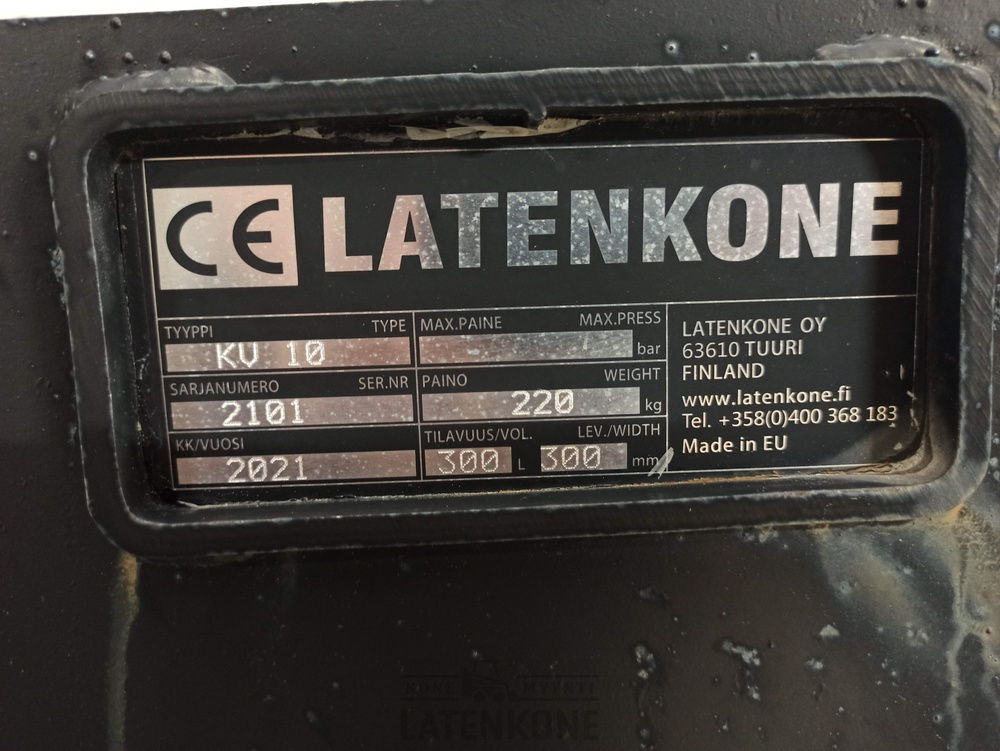 CE LATENKONE
TYYPPI TYPE
KV 10
SARJANUMERO SER.NR
2101
KK/VUOSI
2021
MAX.PAINE MAX.PRESS
bar
PAINO WEIGHT
220 kg
TILAVUUS/VOL. LEV./WIDTH
300 L 300 mm
LATENKONE OY
63610 TUURI
FINLAND
www.latenkone.fi
Tel. +358(0)400 368 183
Made in EU
KONE MYYNTI
LATENKONE